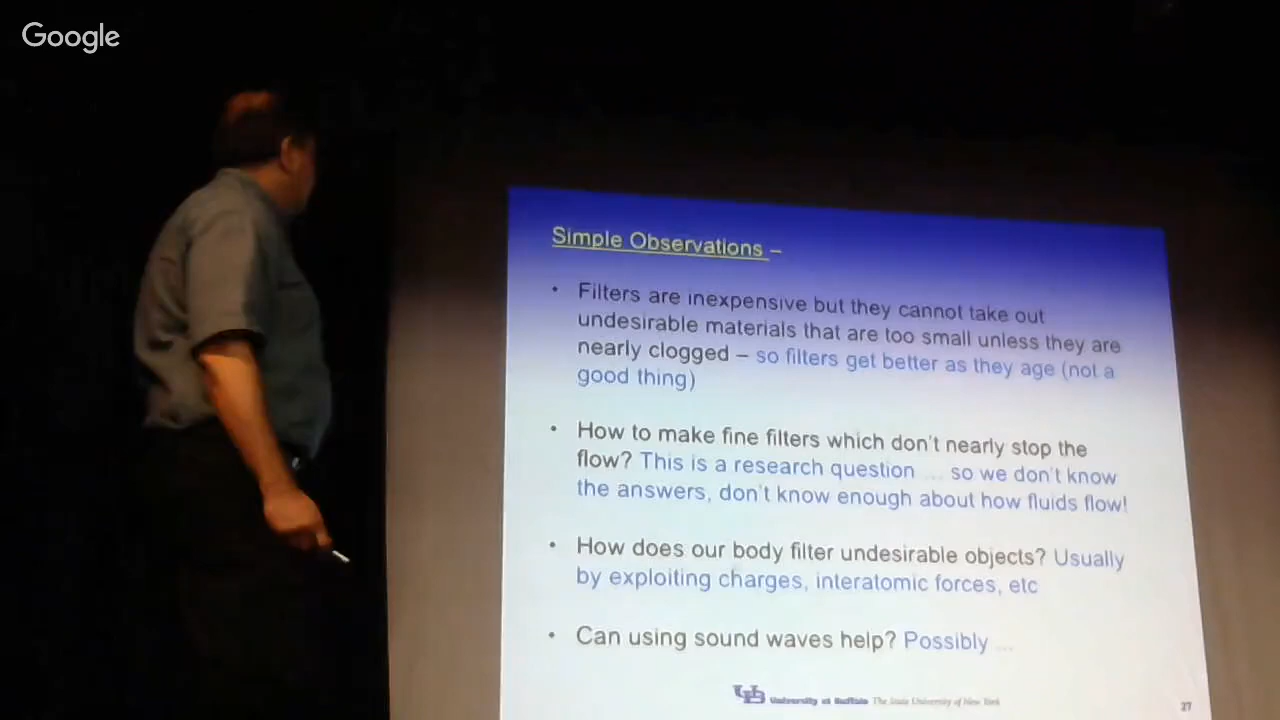 Google
Simple Observations –
• Filters are inexpensive but they cannot take out
undesirable materials that are too small unless they are
nearly clogged – so filters get better as they age (not a
good thing)
• How to make fine filters which don't nearly stop the
flow? This is a research question ... so we don't know
the answers, don't know enough about how fluids flow!
• How does our body filter undesirable objects? Usually
by exploiting charges, interatomic forces, etc
• Can using sound waves help? Possibly ...
UB University at Buffalo The State University of New York
27